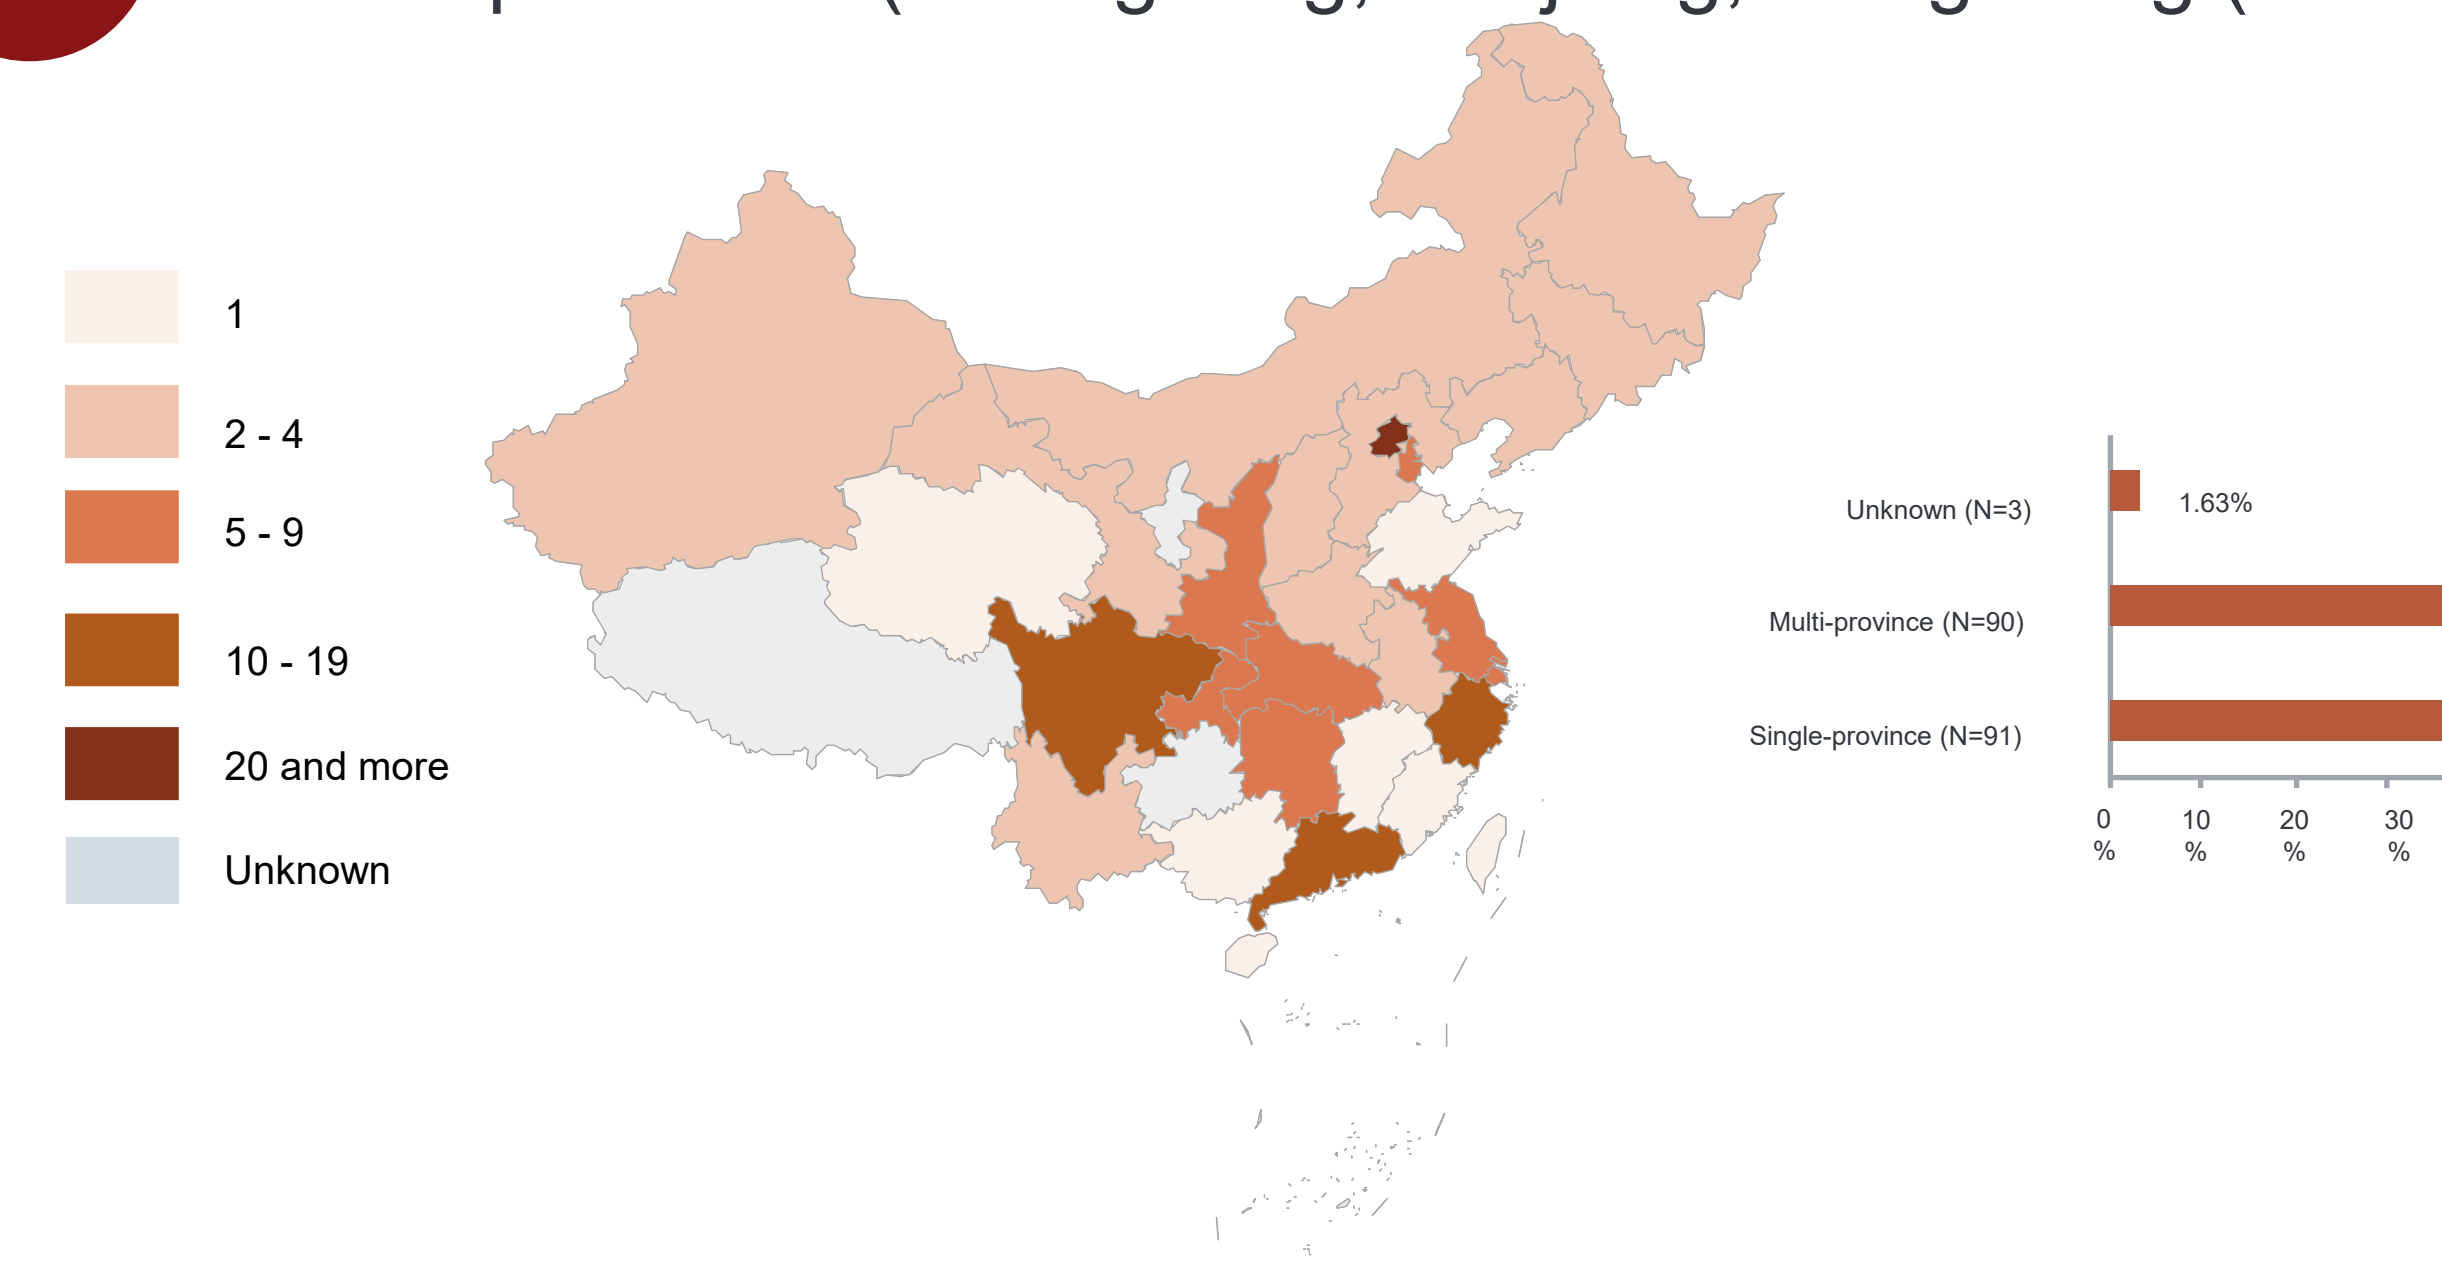 1
2 - 4
5 - 9
10 - 19
20 and more
Unknown
Unknown (N=3)
1.63%
Multi-province (N=90)
Single-province (N=91)
0 10 20 30
% % % %